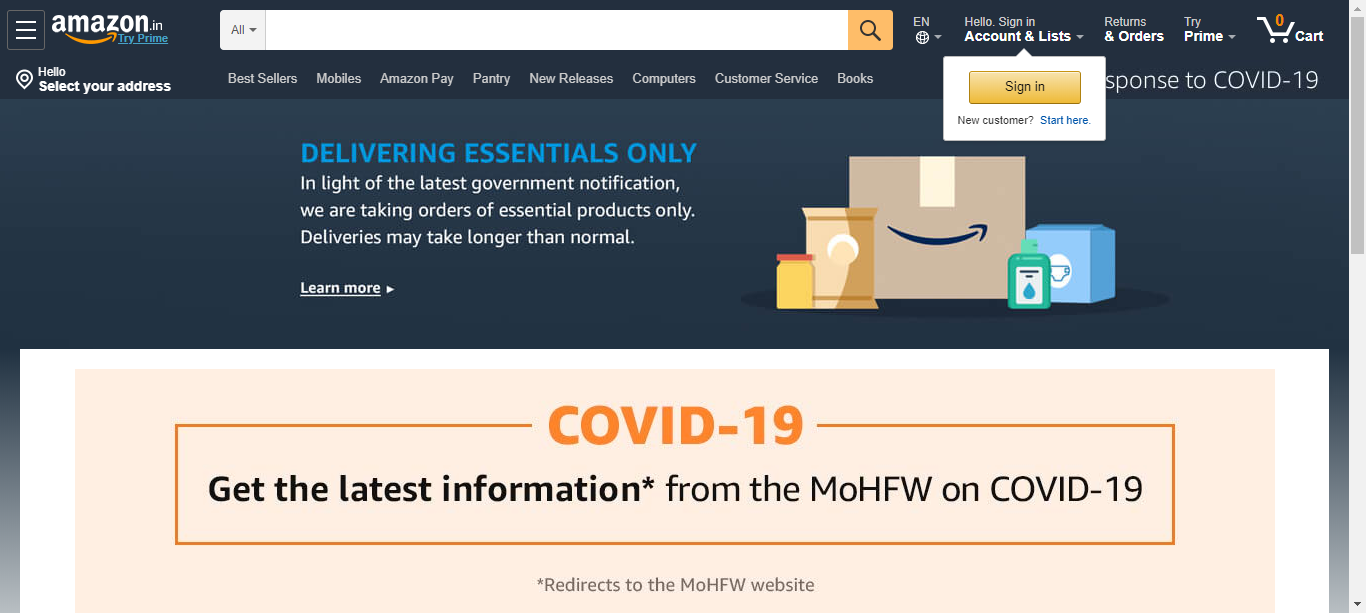 amazon.in
Try Prime
All
EN
Hello. Sign in
Account & Lists
Returns
& Orders
Try
Prime
0
Cart
Hello
Select your address
Best Sellers
Mobiles
Amazon Pay
Pantry
New Releases
Computers
Customer Service
Books
sponse to COVID-19
Sign in
New customer? Start here.
DELIVERING ESSENTIALS ONLY
In light of the latest government notification,
we are taking orders of essential products only.
Deliveries may take longer than normal.
Learn more ▸
COVID-19
Get the latest information* from the MoHFW on COVID-19
*Redirects to the MoHFW website